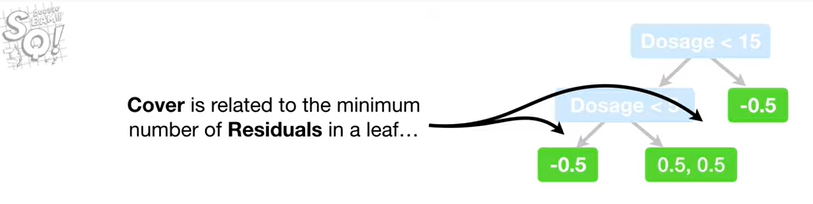 Dosage < 15
Cover is related to the minimum
number of Residuals in a leaf…
Dosage <
-0.5
-0.5
0.5, 0.5